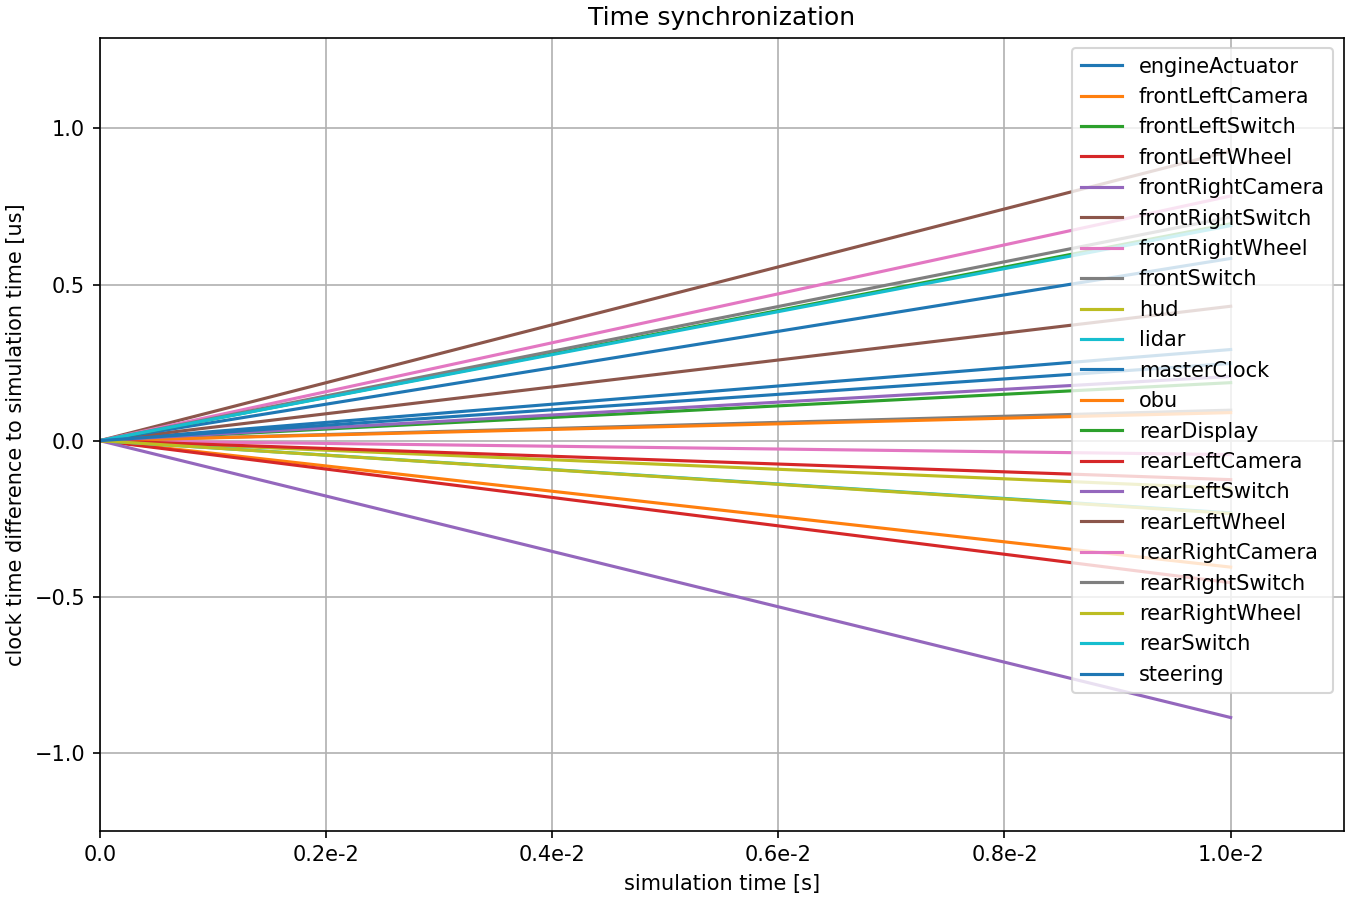 Time synchronization
clock time difference to simulation time [us]
1.0
0.5
0.0
−0.5
−1.0
engineActuator
frontLeftCamera
frontLeftSwitch
frontLeftWheel
frontRightCamera
frontRightSwitch
frontRightWheel
frontSwitch
hud
lidar
masterClock
obu
rearDisplay
rearLeftCamera
rearLeftSwitch
rearLeftWheel
rearRightCamera
rearRightSwitch
rearRightWheel
rearSwitch
steering
0.0 0.2e-2 0.4e-2 0.6e-2 0.8e-2 1.0e-2
simulation time [s]